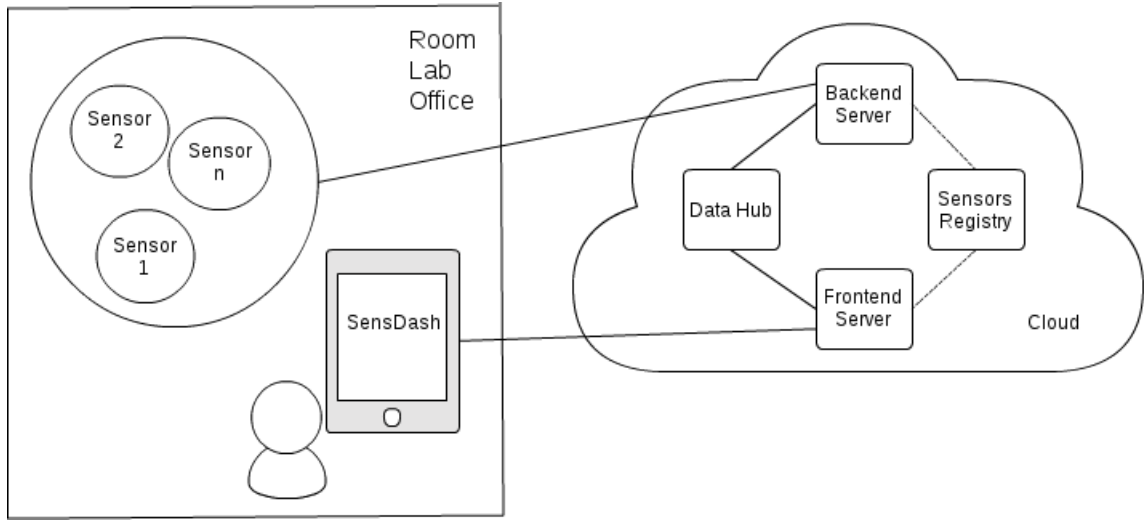 Room
Lab
Office
Sensor
2
Sensor
n
Sensor
1
SensDash
Backend
Server
Data Hub
Sensors
Registry
Frontend
Server
Cloud